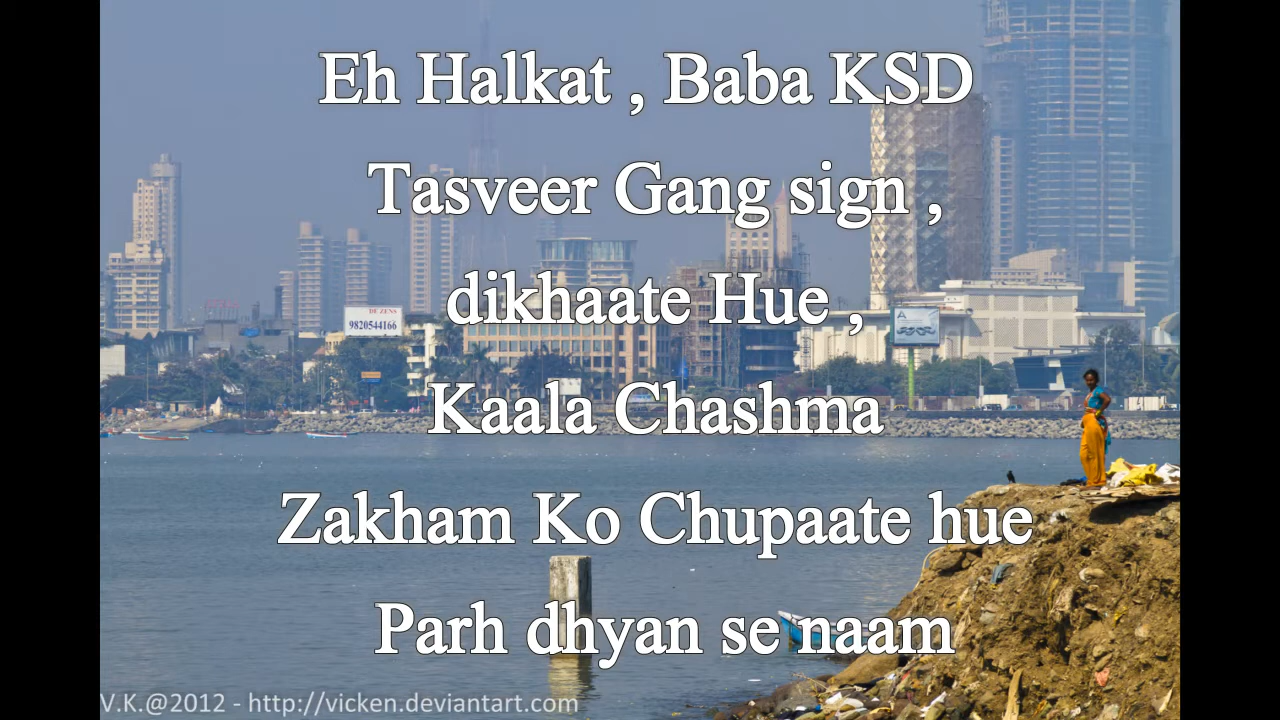 Eh Halkat , Baba KSD
Tasveer Gang sign ,
dikhaate Hue ,
DE ZENS
9820544166
Kaala Chashma
Zakham Ko Chupaate hue
Parh dhyan se naam
V.K.@2012 - http://vicken.deviantart.com